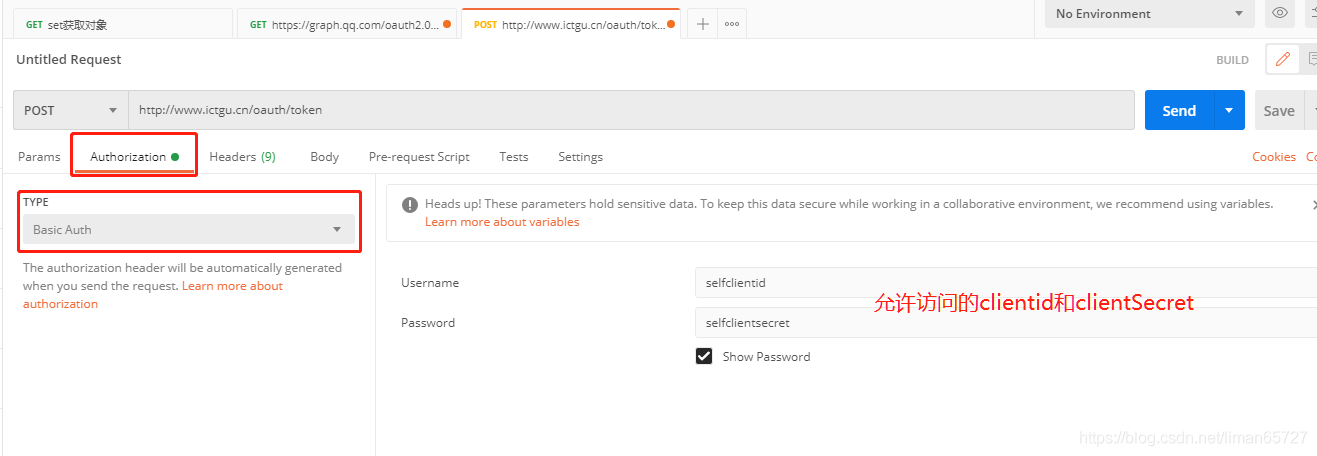 GET set获取对象
GET https://graph.qq.com/oauth2.0...
POST http://www.ictgu.cn/oauth/tok...
No Environment
Untitled Request
BUILD
POST
http://www.ictgu.cn/oauth/token
Send
Save
Params
Authorization
Headers (9)
Body
Pre-request Script
Tests
Settings
Cookies
TYPE
Basic Auth
The authorization header will be automatically generated
when you send the request. Learn more about
authorization
Heads up! These parameters hold sensitive data. To keep this data secure while working in a collaborative environment, we recommend using variables.
Learn more about variables
Username
selfclientid
允许访问的clientid和clientSecret
Password
selfclientsecret
Show Password
https://blog.csdn.net/liman65727